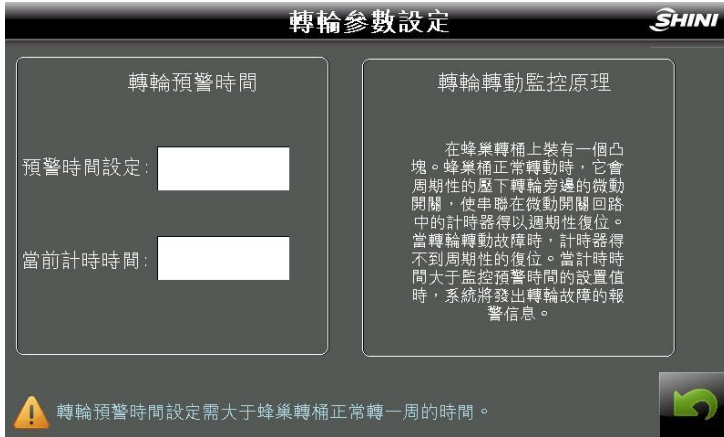 轉輪參數設定
SHINI
轉輪預警時間
預警時間設定:
當前計時時間:
轉輪轉動監控原理
在蜂巢轉桶上裝有一個凸
塊。蜂巢桶正常轉動時，它會
周期性的壓下轉輪旁邊的微動
開關，使串聯在微動開關回路
中的計時器得以週期性復位。
當轉輪轉動故障時，計時器得
不到周期性的復位。當計時時
間大于監控預警時間的設置值
時，系統將發出轉輪故障的報
警信息。
轉輪預警時間設定需大于蜂巢轉桶正常轉一周的時間。